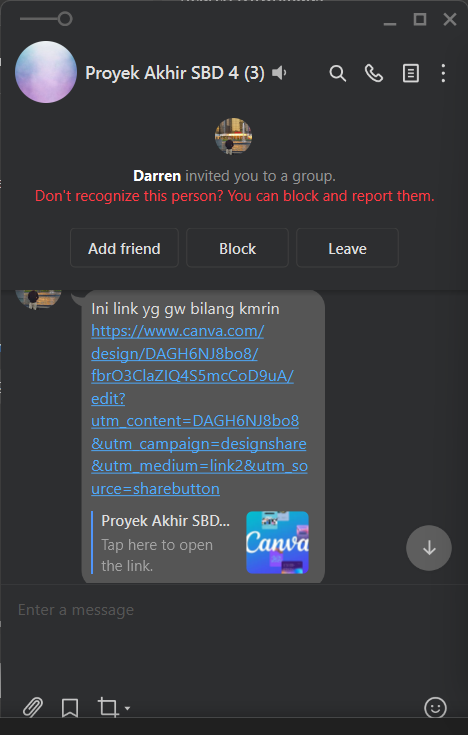 Proyek Akhir SBD 4 (3)
Darren invited you to a group.
Don't recognize this person? You can block and report them.
Add friend
Block
Leave
Ini link yg gw bilang kmrin
https://www.canva.com/
design/DAGH6NJ8bo8/
fbrO3ClaZIQ4S5mcCoD9uA/
edit?
utm_content=DAGH6NJ8bo8
&utm_campaign=designshare
&utm_medium=link2&utm_so
urce=sharebutton
Proyek Akhir SBD...
Tap here to open
the link.
Canva
Enter a message